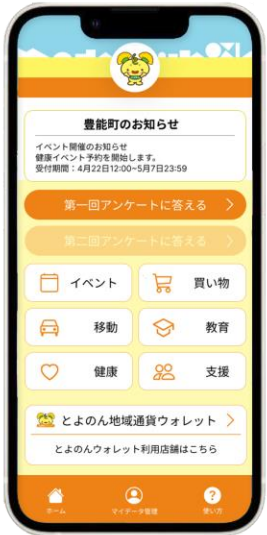 豊能町のお知らせ
イベント開催のお知らせ
健康イベント予約を開始します。
受付期間：4月22日12:00~5月7日23:59
第一回アンケートに答える
第二回アンケートに答える
イベント
買い物
移動
教育
健康
支援
とよのん地域通貨ウォレット
とよのんウォレット利用店舗はこちら
ホーム
マイデータ管理
使い方